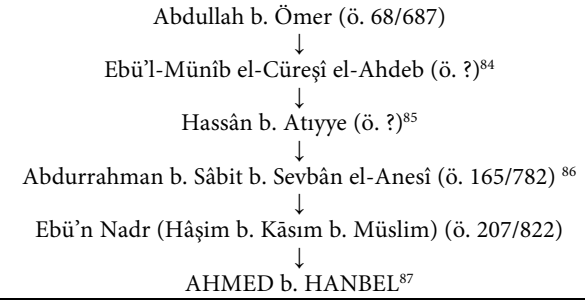 Abdullah b. Ömer (ö. 68/687)
↓
Ebü’l-Münîb el-Cüreşî el-Ahdeb (ö. ?)⁸⁴
↓
Hassân b. Atıyye (ö. ?)⁸⁵
↓
Abdurrahman b. Sâbit b. Sevbân el-Anesî (ö. 165/782) ⁸⁶
↓
Ebü’n Nadr (Hâşim b. Kāsım b. Müslim) (ö. 207/822)
↓
AHMED b. HANBEL⁸⁷